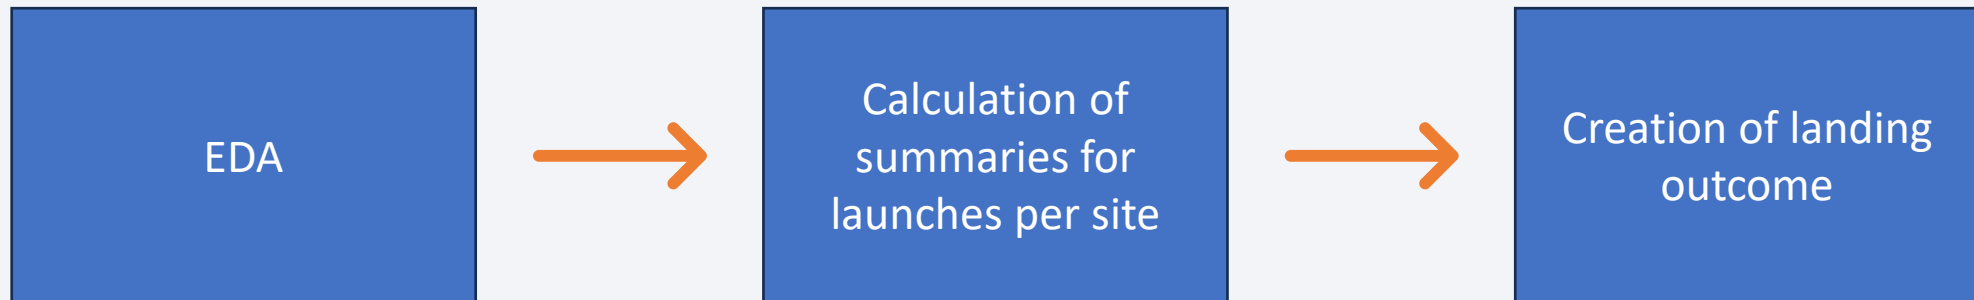 EDA
Calculation of
summaries for
launches per site
Creation of landing
outcome